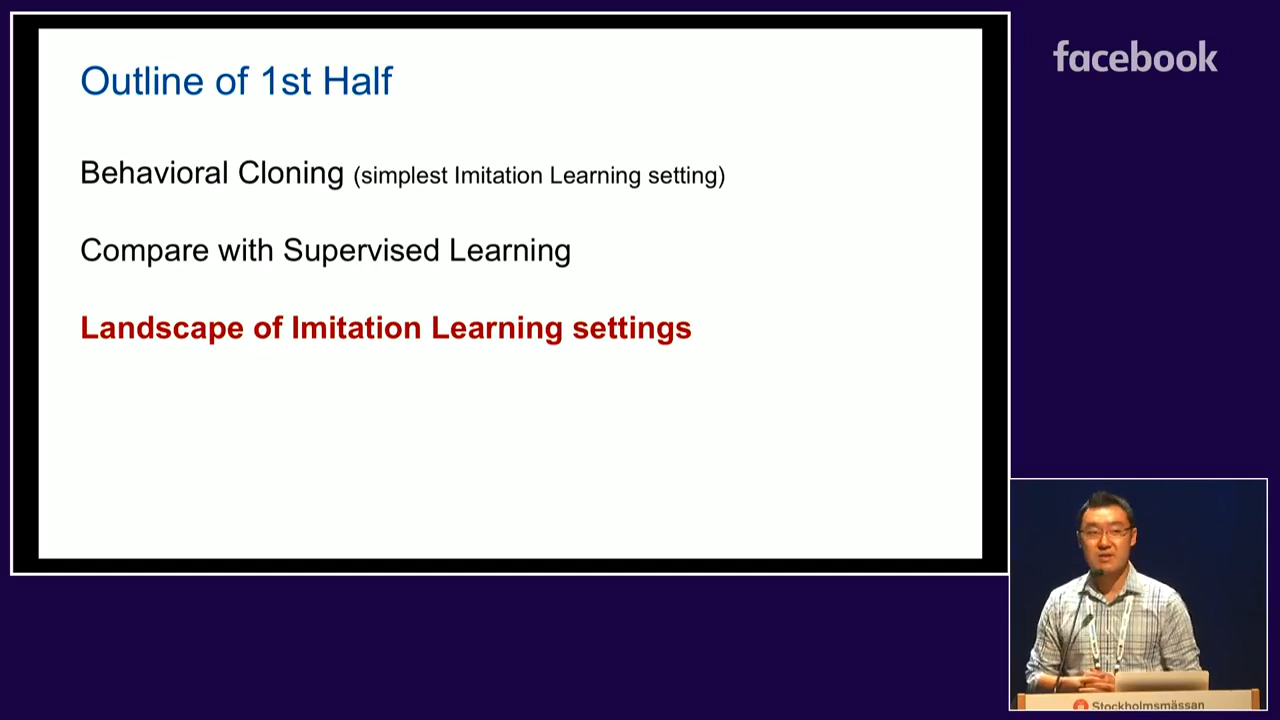 Outline of 1st Half
Behavioral Cloning (simplest Imitation Learning setting)
Compare with Supervised Learning
Landscape of Imitation Learning settings
facebook
Stockholmsmässan